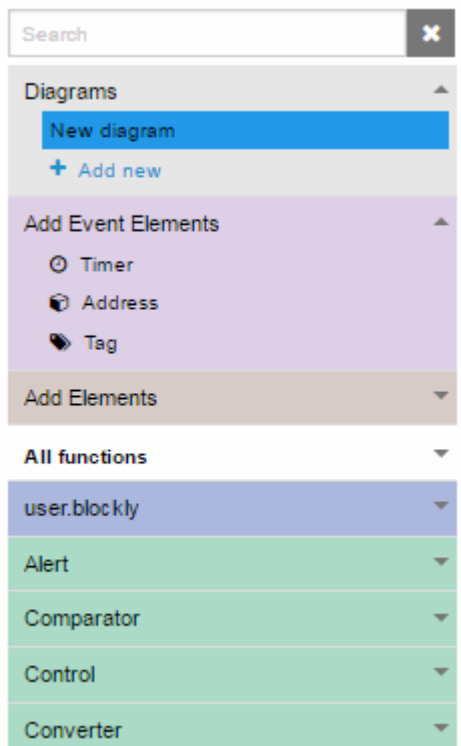 Search
Diagrams
New diagram
Add new
Add Event Elements
Timer
Address
Tag
Add Elements
All functions
user.blockly
Alert
Comparator
Control
Converter